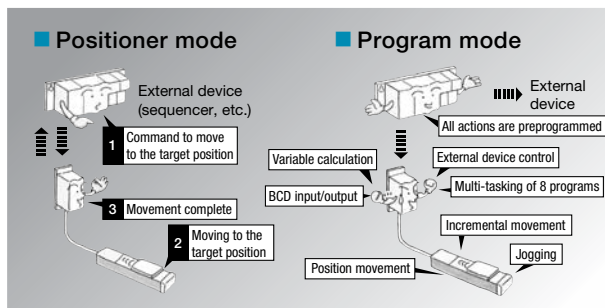 Positioner mode
External device
(sequencer, etc.)
1 Command to move
to the target position
3 Movement complete
2 Moving to the
target position
Program mode
External
device
All actions are preprogrammed
Variable calculation
External device control
BCD input/output
Multi-tasking of 8 programs
Incremental movement
Jogging
Position movement